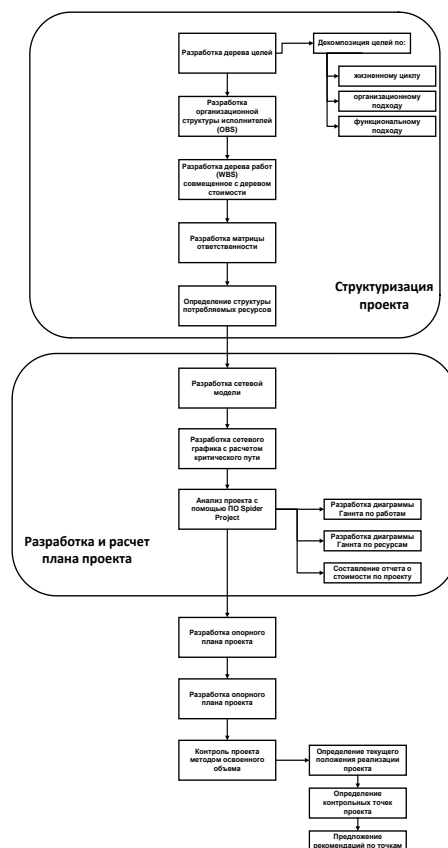 Разработка дерева целей
Декомпозиция целей по:
жизненному циклу
организационному
подходу
функциональному
подходу
Разработка
организационной
структуры исполнителей
(OBS)
Разработка дерева работ
(WBS)
совмещенное с деревом
стоимости
Разработка матрицы
ответственности
Определение структуры
потребляемых ресурсов
Структуризация
проекта
Разработка сетевой
модели
Разработка сетевого
графика с расчетом
критического пути
Анализ проекта с
помощью ПО Spider
Project
Разработка диаграммы
Ганнта по работам
Разработка диаграммы
Ганнта по ресурсам
Составление отчета о
стоимости по проекту
Разработка и расчет
плана проекта
Разработка опорного
плана проекта
Разработка опорного
плана проекта
Контроль проекта
методом освоенного
объема
Определение текущего
положения реализации
проекта
Определение
контрольных точек
проекта
Предложение
рекомендаций по точкам